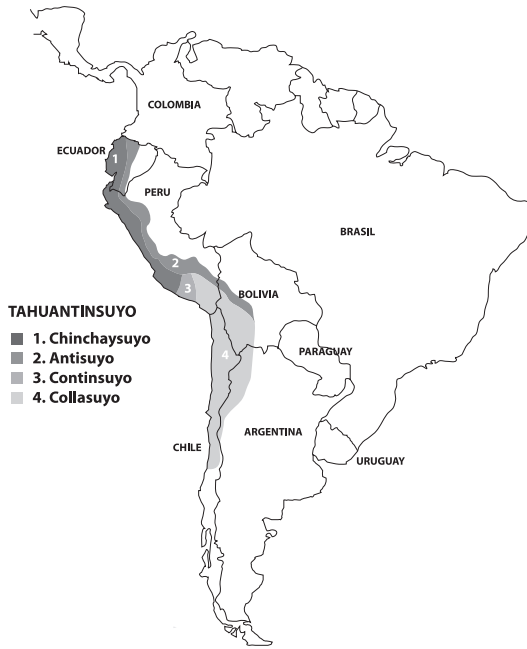 COLOMBIA
ECUADOR
1
PERU
BRASIL
2
3
BOLIVIA
TAHUANTINSUYO
1. Chinchaysuyo
2. Antisuyo
3. Continsuyo
4. Collasuyo
4
PARAGUAY
ARGENTINA
CHILE
URUGUAY